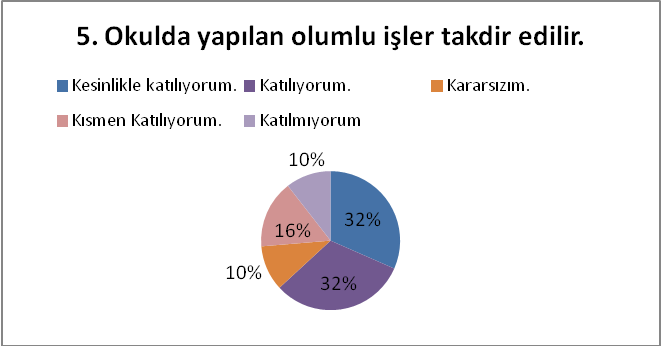 5. Okulda yapılan olumlu işler takdir edilir.
Kesinlikle katılıyorum. Katılıyorum. Kararsızım.
Kısmen Katılıyorum. Katılmıyorum
10%
32%
16%
10%
32%